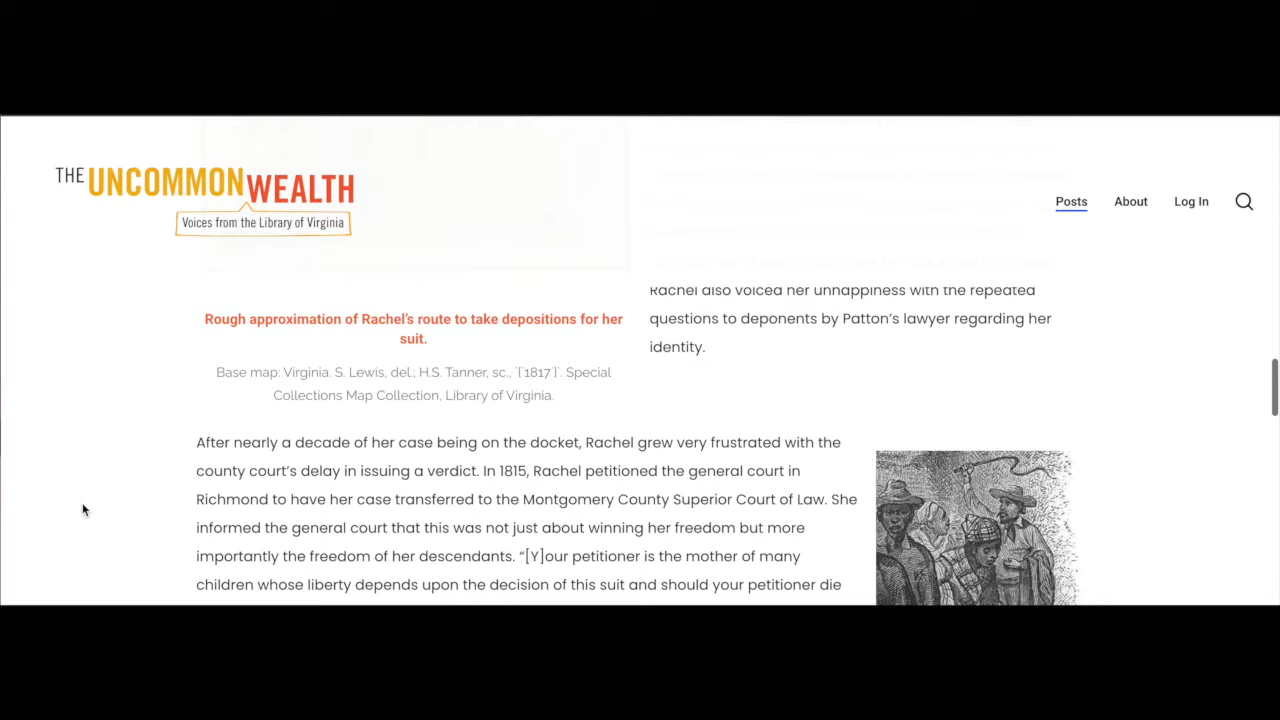 THE UNCOMMONWEALTH
Voices from the Library of Virginia
Posts About Log In
Rachel also voiced her unhappiness with the repeated
questions to deponents by Patton’s lawyer regarding her
identity.
Rough approximation of Rachel’s route to take depositions for her
suit.
Base map: Virginia. S. Lewis, del.; H.S. Tanner, sc., `[`1817`]`. Special
Collections Map Collection, Library of Virginia.
After nearly a decade of her case being on the docket, Rachel grew very frustrated with the
county court’s delay in issuing a verdict. In 1815, Rachel petitioned the general court in
Richmond to have her case transferred to the Montgomery County Superior Court of Law. She
informed the general court that this was not just about winning her freedom but more
importantly the freedom of her descendants. “[Y]our petitioner is the mother of many
children whose liberty depends upon the decision of this suit and should your petitioner die